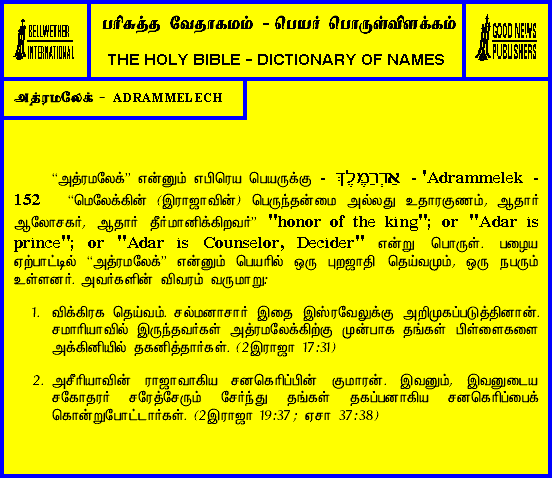 BELLWETHER
INTERNATIONAL
பரிசுத்த வேதாகமம் - பெயர் பொருள்விளக்கம்
THE HOLY BIBLE - DICTIONARY OF NAMES
GOOD NEWS
PUBLISHERS
அத்ரமலேக் - ADRAMMELECH
“அத்ரமலேக்” என்னும் எபிரெய பெயருக்கு - אַדְרַמֶּלֶךְ - 'Adrammelek -
152 “மெலேக்கின் (இராஜாவின்) பெருந்தன்மை அல்லது உதாரகுணம், ஆதார்
ஆலோசகர், ஆதார் தீர்மானிக்கிறவர்” "honor of the king"; or "Adar is
prince"; or "Adar is Counselor, Decider" என்று பொருள். பழைய
ஏற்பாட்டில் “அத்ரமலேக்” என்னும் பெயரில் ஒரு புறஜாதி தெய்வமும், ஒரு நபரும்
உள்ளனர். அவர்களின் விவரம் வருமாறு:
1. விக்கிரக தெய்வம். சல்மனாசார் இதை இஸ்ரவேலுக்கு அறிமுகப்படுத்தினான்.
சமாரியாவில் இருந்தவர்கள் அத்ரமலேக்கிற்கு முன்பாக தங்கள் பிள்ளைகளை
அக்கினியில் தகனித்தார்கள். (2இராஜா 17:31)
2. அசீரியாவின் ராஜாவாகிய சனகெரிப்பின் குமாரன். இவனும், இவனுடைய
சகோதரர் சரேத்சேரும் சேர்ந்து தங்கள் தகப்பனாகிய சனகெரிப்பைக்
கொன்றுபோட்டார்கள். (2இராஜா 19:37; ஏசா 37:38)